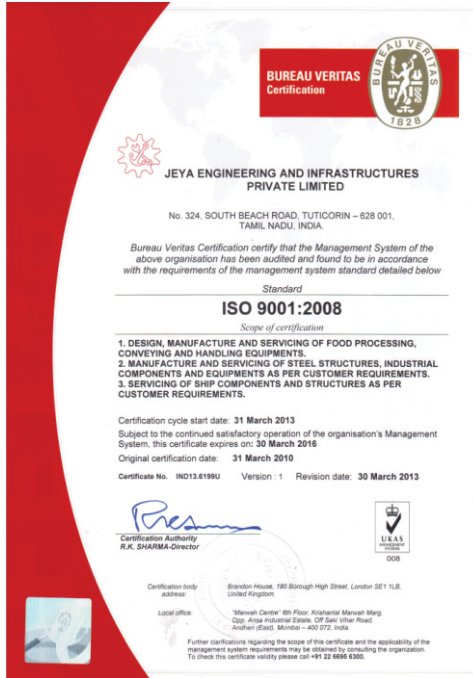 BUREAU VERITAS
Certification
BUREAU VERITAS
1828
JEYA ENGINEERING AND INFRASTRUCTURES
PRIVATE LIMITED
No. 324, SOUTH BEACH ROAD, TUTICORIN – 628 001,
TAMIL NADU, INDIA.
Bureau Veritas Certification certify that the Management System of the
above organisation has been audited and found to be in accordance
with the requirements of the management system standard detailed below
Standard
ISO 9001:2008
Scope of certification
1. DESIGN, MANUFACTURE AND SERVICING OF FOOD PROCESSING,
CONVEYING AND HANDLING EQUIPMENTS.
2. MANUFACTURE AND SERVICING OF STEEL STRUCTURES, INDUSTRIAL
COMPONENTS AND EQUIPMENTS AS PER CUSTOMER REQUIREMENTS.
3. SERVICING OF SHIP COMPONENTS AND STRUCTURES AS PER
CUSTOMER REQUIREMENTS.
Certification cycle start date: 31 March 2013
Subject to the continued satisfactory operation of the organisation's Management
System, this certificate expires on: 30 March 2016
Original certification date: 31 March 2010
Certificate No. IND13.6199U Version : 1 Revision date: 30 March 2013
Certification Authority
R.K. SHARMA-Director
UKAS
MANAGEMENT
SYSTEMS
008
Certification body
address:
Brandon House, 180 Borough High Street, London SE1 1LB,
United Kingdom.
Local office:
"Marwah Centre" 6th Floor, Krishanlal Marwah Marg,
Opp. Ansa Industrial Estate, Off Saki Vihar Road,
Andheri (East), Mumbai – 400 072, India.
Further clarifications regarding the scope of this certificate and the applicability of the
management system requirements may be obtained by consulting the organization.
To check this certificate validity please call +91 22 6695 6300.